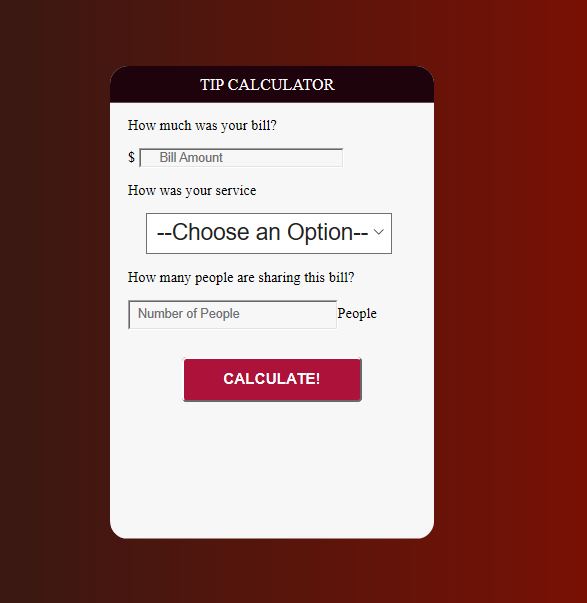 TIP CALCULATOR
How much was your bill?
$ Bill Amount
How was your service
--Choose an Option--
How many people are sharing this bill?
Number of People People
CALCULATE!